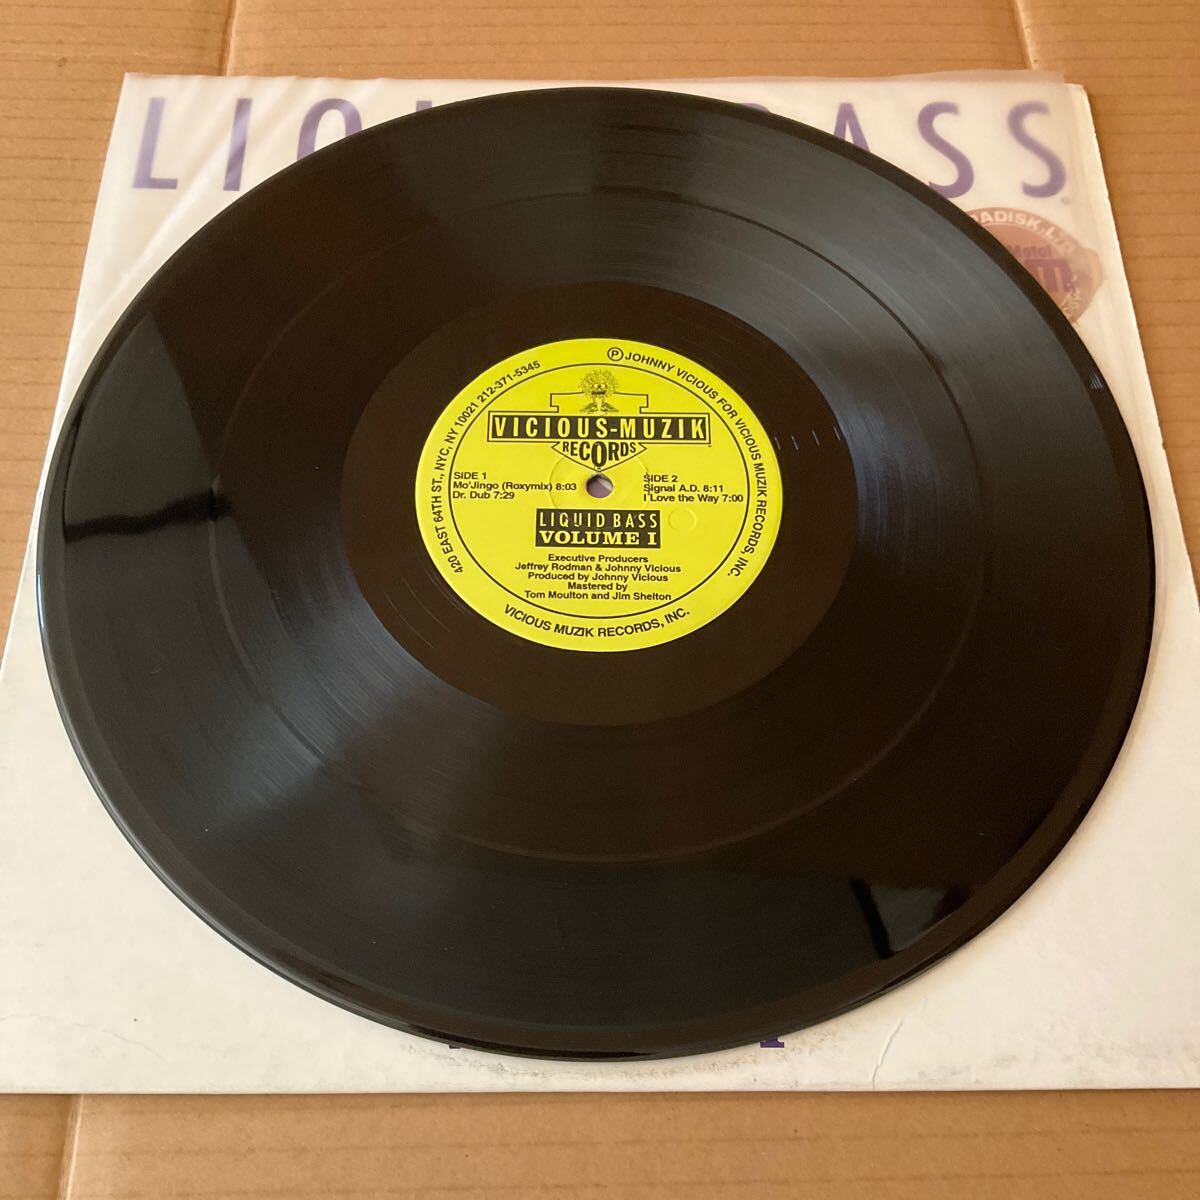 LIQU BASS
ADISK, LT
VICIOUS-MUZIK
RECORDS
420 EAST 64TH ST., NYC, NY 10021 212-371-5345
Ⓟ JOHNNY VICIOUS FOR VICIOUS MUZIK RECORDS, INC.
SIDE 1
Mo'Jingo (Roxymix) 8:03
Dr. Dub 7:29
SIDE 2
Signal A.D. 8:11
I Love the Way 7:00
LIQUID BASS
VOLUME I
Executive Producers
Jeffrey Rodman & Johnny Vicious
Produced by Johnny Vicious
Mastered by
Tom Moulton and Jim Shelton
VICIOUS MUZIK RECORDS, INC.